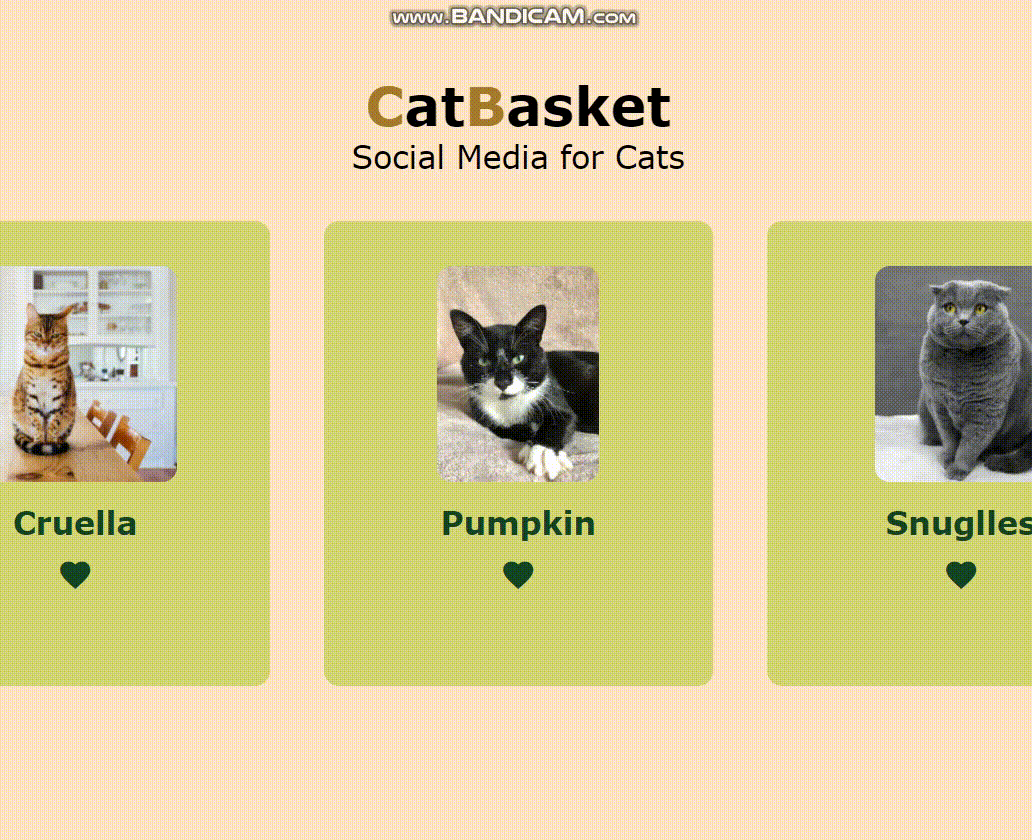 www.BANDICAM.com
CatBasket
Social Media for Cats
Cruella
Pumpkin
Snuglles